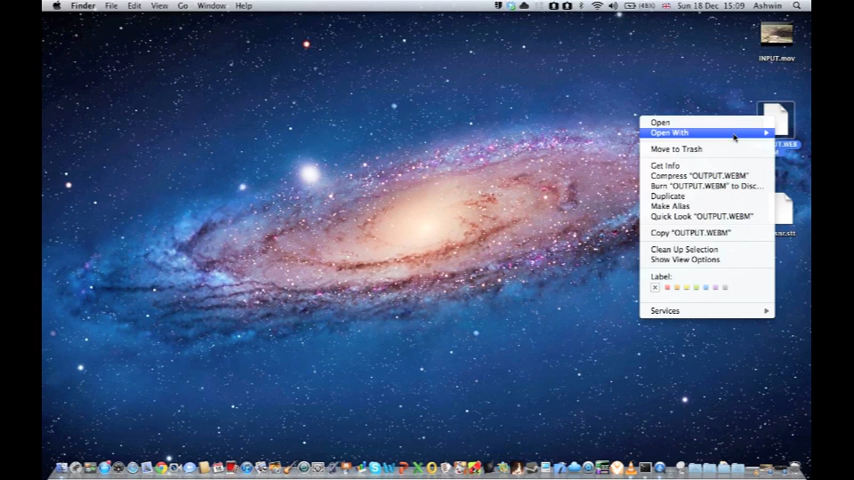 Finder File Edit View Go Window Help
(48%) Sun 18 Dec 15:09 Ashwin
INPUT.mov
Open
Open With
Move to Trash
Get Info
Compress "OUTPUT.WEBM"
Burn "OUTPUT.WEBM" to Disc...
Duplicate
Make Alias
Quick Look "OUTPUT.WEBM"
Copy "OUTPUT.WEBM"
Clean Up Selection
Show View Options
Label:
Services